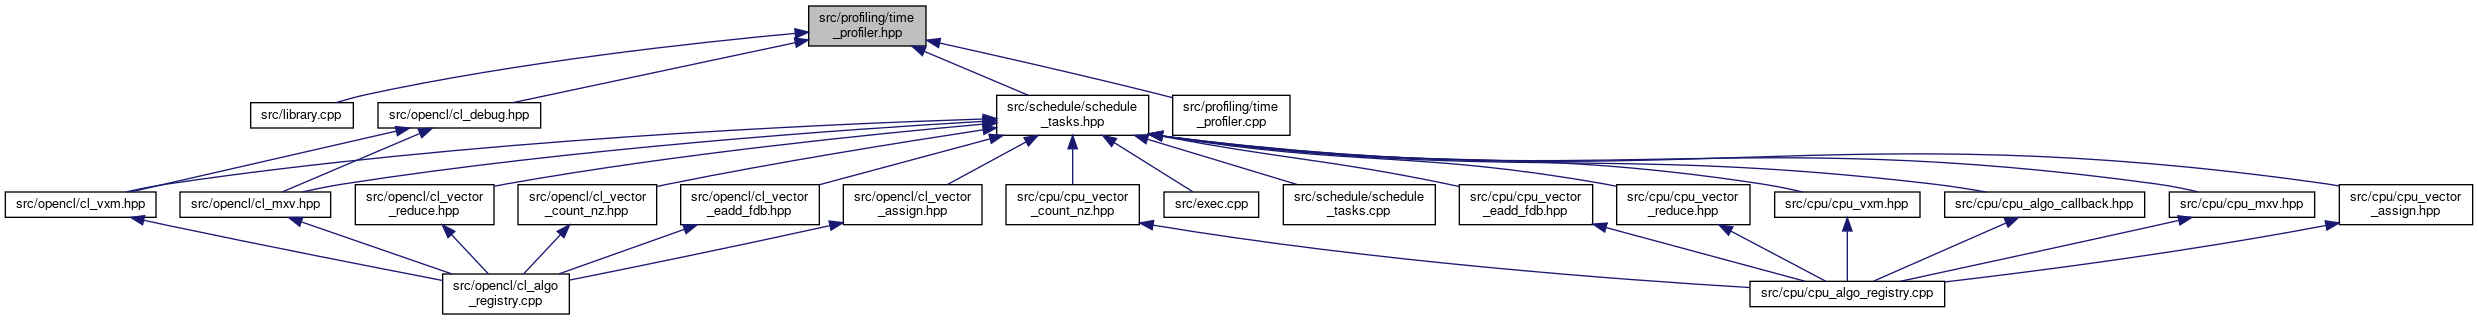 src/profiling/time
_profiler.hpp
src/library.cpp
src/opencl/cl_debug.hpp
src/schedule/schedule
_tasks.hpp
src/profiling/time
_profiler.cpp
src/opencl/cl_vxm.hpp
src/opencl/cl_mxv.hpp
src/opencl/cl_vector
_reduce.hpp
src/opencl/cl_vector
_count_nz.hpp
src/opencl/cl_vector
_eadd_fdb.hpp
src/opencl/cl_vector
_assign.hpp
src/cpu/cpu_vector
_count_nz.hpp
src/exec.cpp
src/schedule/schedule
_tasks.cpp
src/cpu/cpu_vector
_eadd_fdb.hpp
src/cpu/cpu_vector
_reduce.hpp
src/cpu/cpu_vxm.hpp
src/cpu/cpu_algo_callback.hpp
src/cpu/cpu_mxv.hpp
src/cpu/cpu_vector
_assign.hpp
src/opencl/cl_algo
_registry.cpp
src/cpu/cpu_algo_registry.cpp